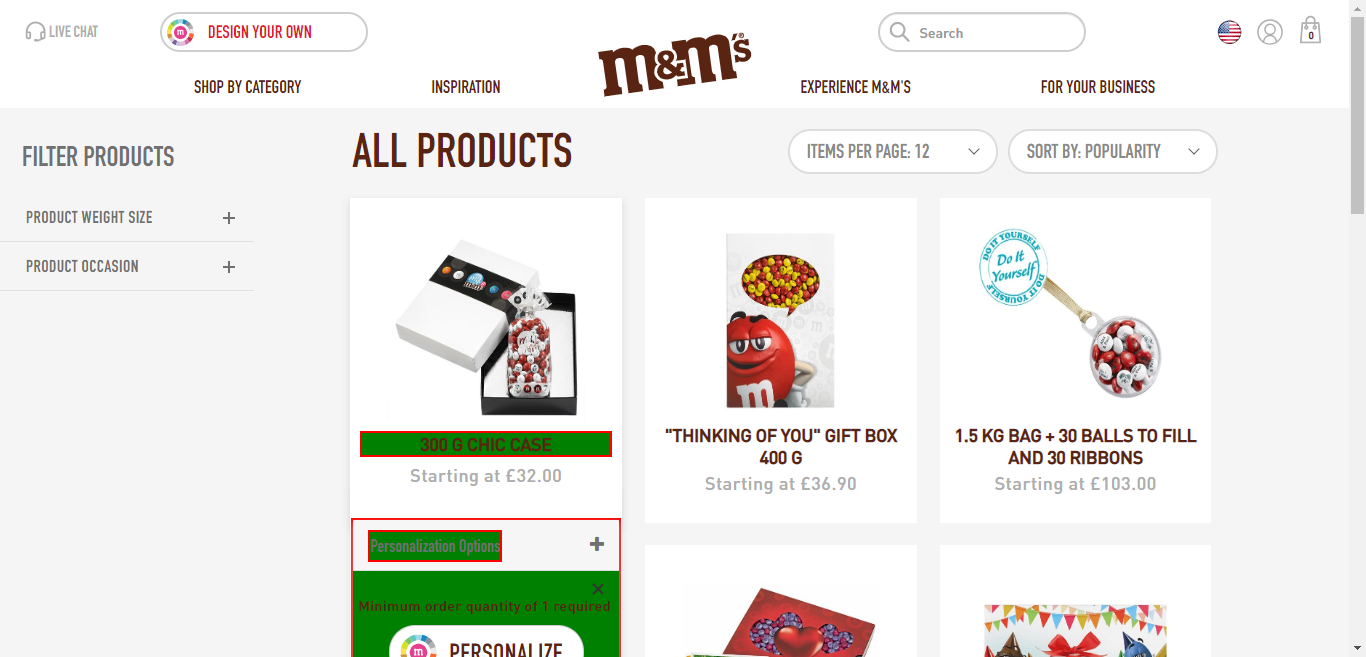 LIVE CHAT
DESIGN YOUR OWN
m&m's
Search
0
SHOP BY CATEGORY
INSPIRATION
EXPERIENCE M&M'S
FOR YOUR BUSINESS
FILTER PRODUCTS
PRODUCT WEIGHT SIZE
PRODUCT OCCASION
ALL PRODUCTS
ITEMS PER PAGE: 12
SORT BY: POPULARITY
300 G CHIC CASE
Starting at £32.00
Personalization Options
Minimum order quantity of 1 required
m
PERSONALIZE
m
"THINKING OF YOU" GIFT BOX
400 G
Starting at £36.90
DO IT YOURSELF
Do It
Yourself
DO IT YOURSELF
1.5 KG BAG + 30 BALLS TO FILL
AND 30 RIBBONS
Starting at £103.00